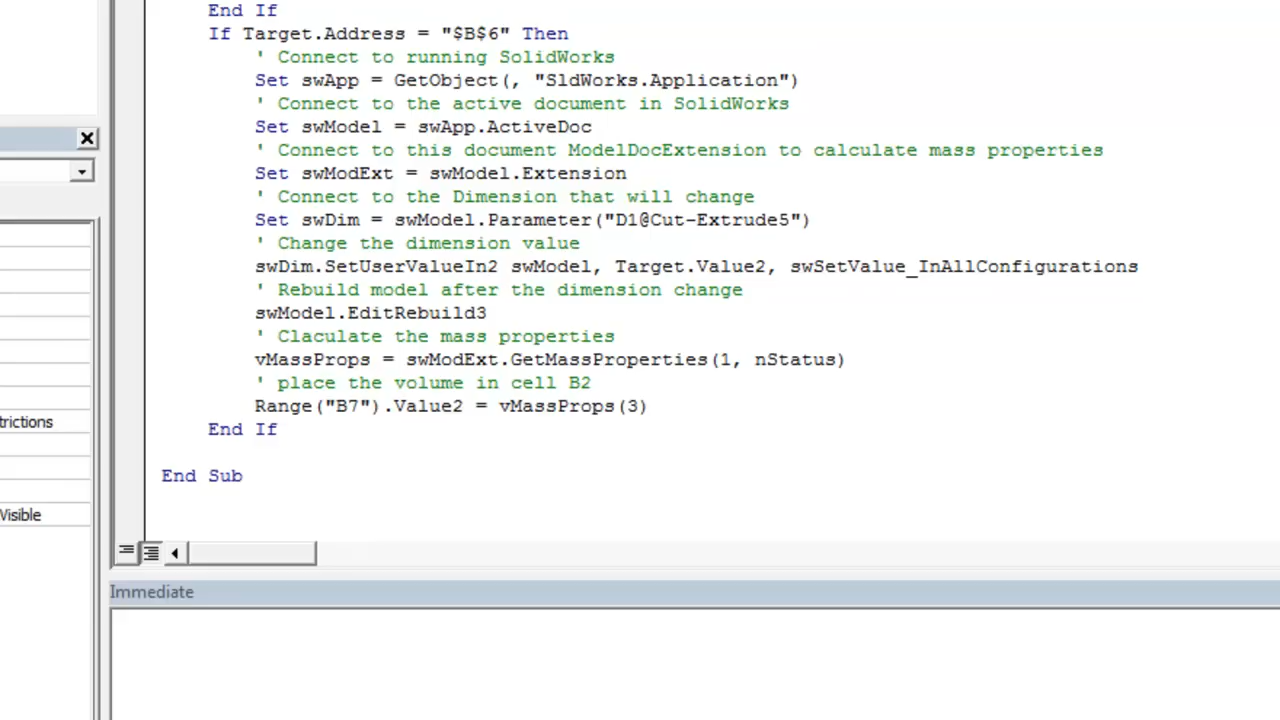 End If
If Target.Address = "$B$6" Then
' Connect to running SolidWorks
Set swApp = GetObject(, "SldWorks.Application")
' Connect to the active document in SolidWorks
Set swModel = swApp.ActiveDoc
' Connect to this document ModelDocExtension to calculate mass properties
Set swModExt = swModel.Extension
' Connect to the Dimension that will change
Set swDim = swModel.Parameter("D1@Cut-Extrude5")
' Change the dimension value
swDim.SetUserValueIn2 swModel, Target.Value2, swSetValue_InAllConfigurations
' Rebuild model after the dimension change
swModel.EditRebuild3
' Claculate the mass properties
vMassProps = swModExt.GetMassProperties(1, nStatus)
' place the volume in cell B2
Range("B7").Value2 = vMassProps(3)
End If
End Sub
trictions
Visible
Immediate